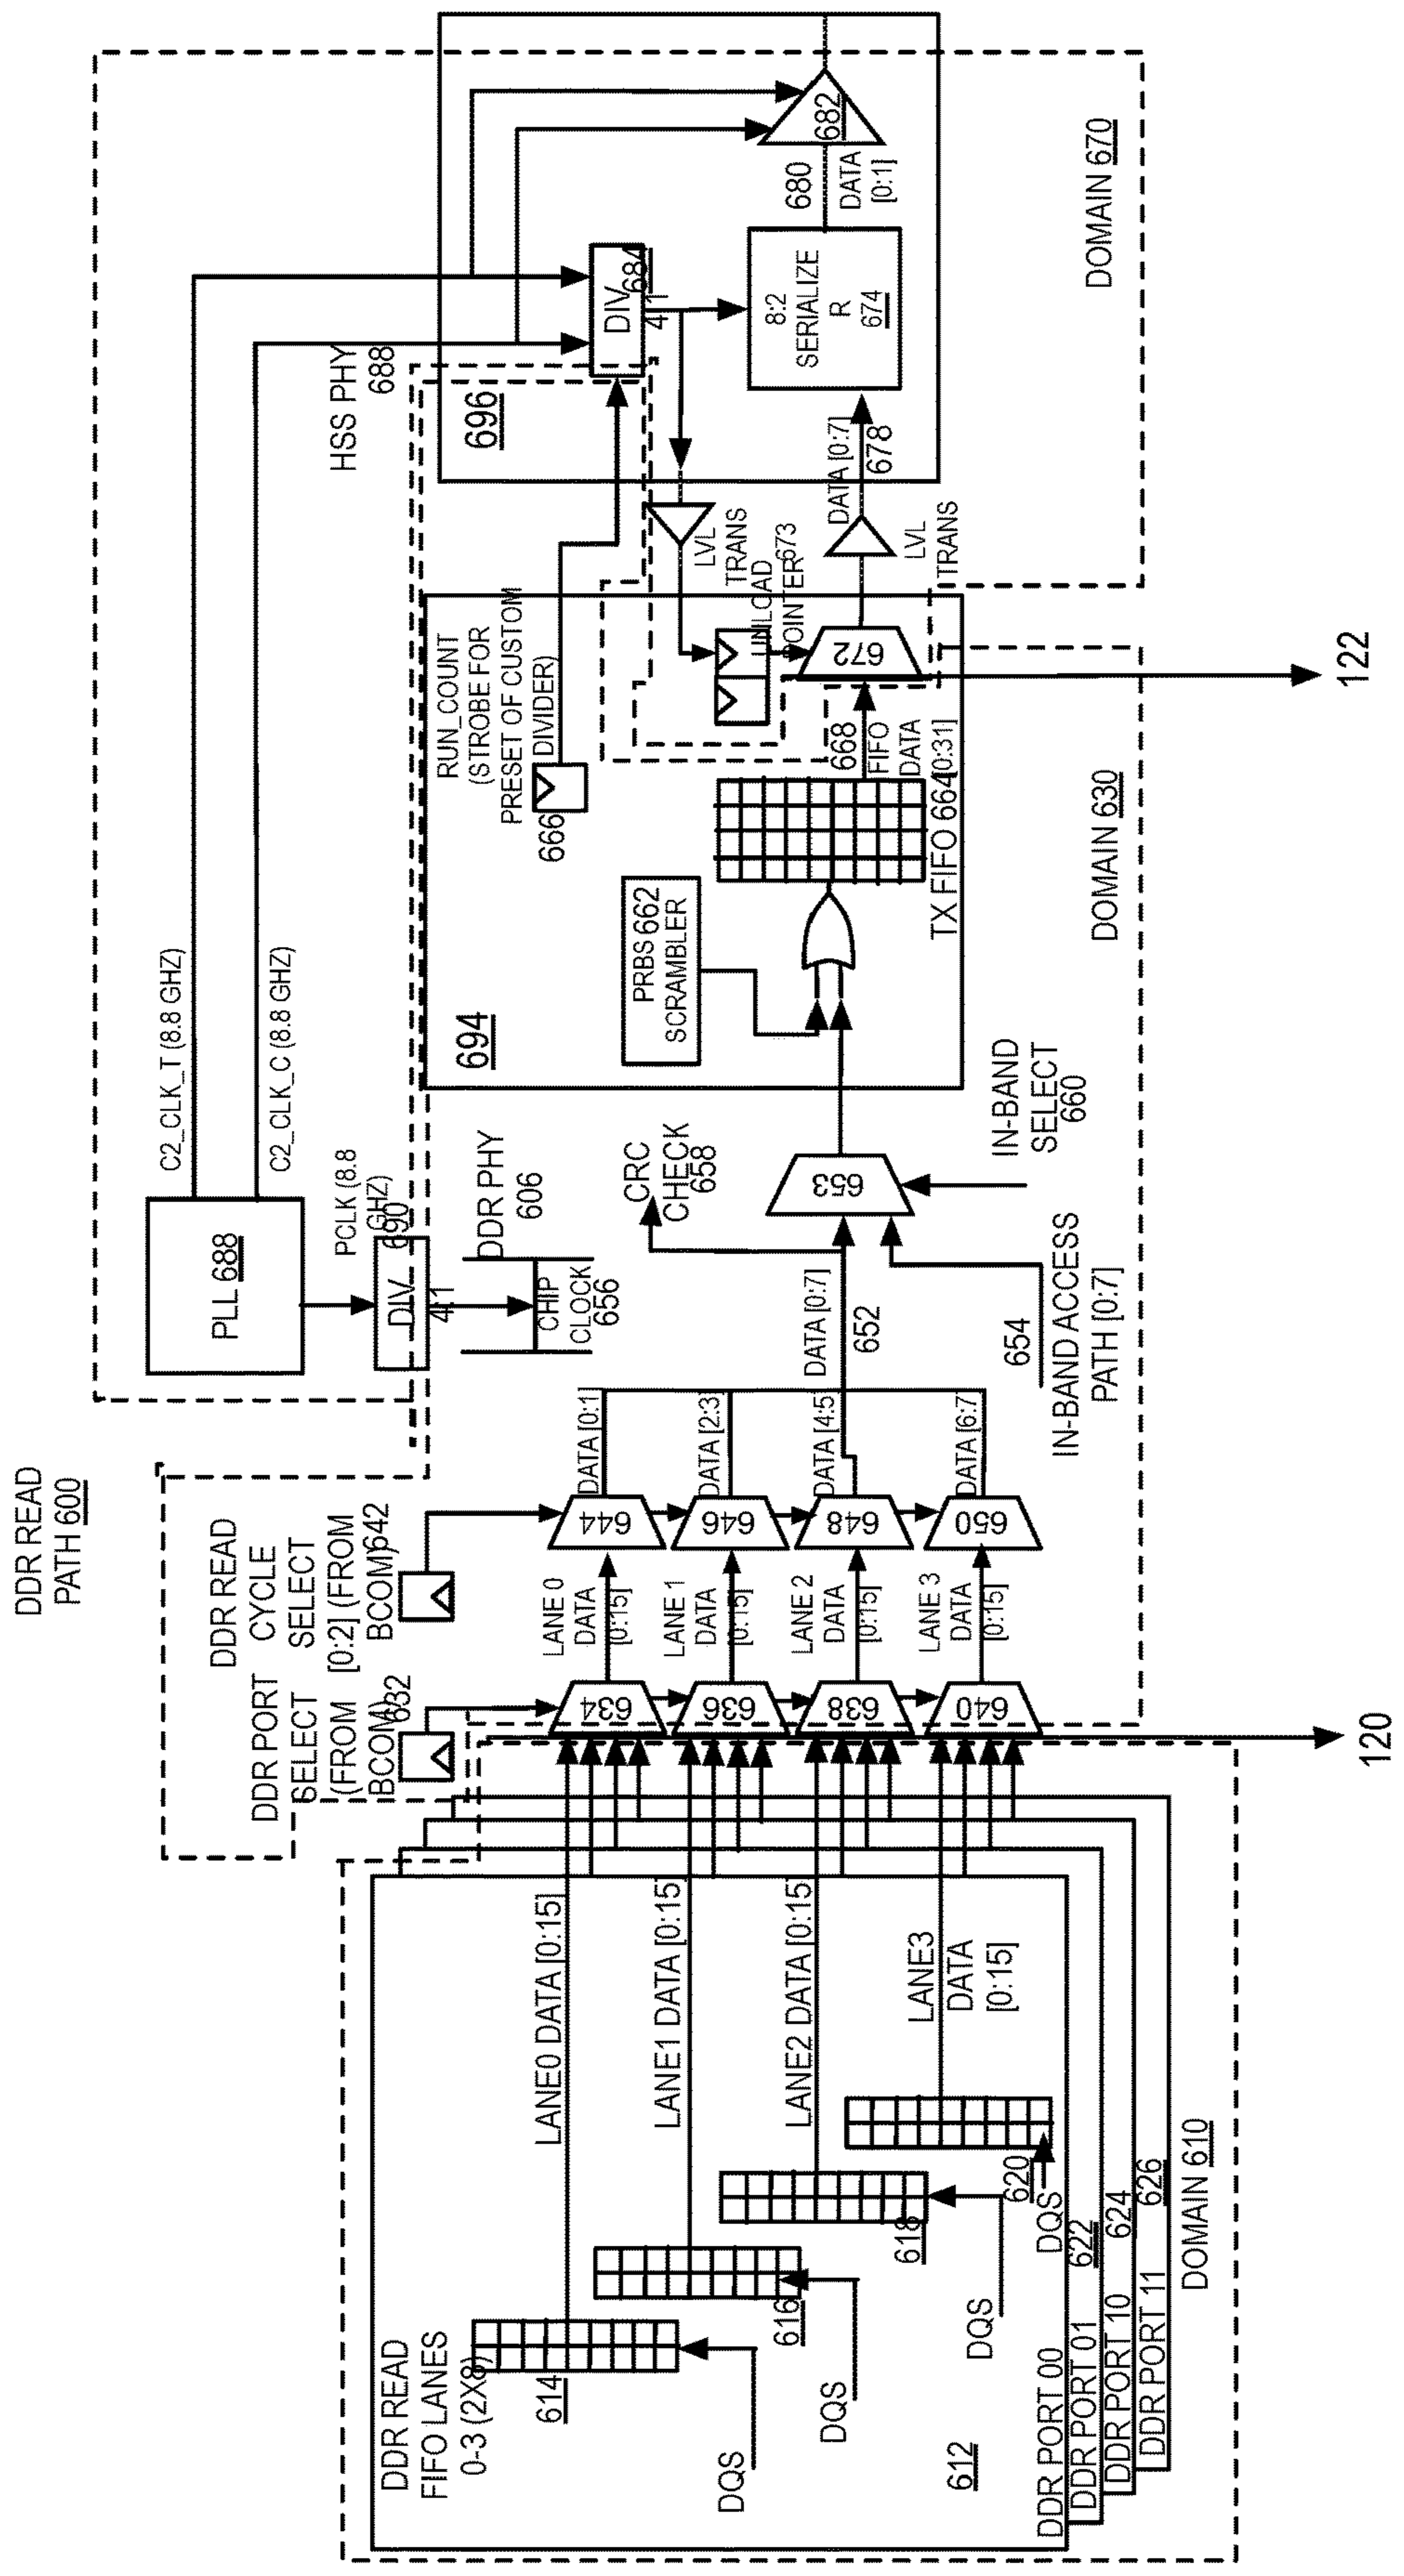 DDR READ
PATH 600
PLL 688
C2_CLK_T (8.8 GHZ)
C2_CLK_C (8.8 GHZ)
PCLK (8.8
GHZ)
690
DIV
4:1
DDR PHY
606
CHIP
CLOCK
656
HSS PHY
688
696
DIV
684
4:1
8:2
SERIALIZE
R
674
680
DATA
[0:1]
682
DATA [0:7]
678
LVL
TRANS
LVL
TRANS
DOMAIN 670
694
RUN_COUNT
(STROBE FOR
PRESET OF CUSTOM
DIVIDER)
666
UNLOAD
POINTER 673
672
668
FIFO
DATA
[0:31]
TX FIFO 664
PRBS 662
SCRAMBLER
122
DOMAIN 630
CRC
CHECK
658
653
IN-BAND
SELECT
660
DATA [0:7]
652
654
IN-BAND ACCESS
PATH [0:7]
DDR READ
CYCLE
SELECT
[0:2] (FROM
BCOM)
642
DDR PORT
SELECT
(FROM
BCOM)
632
DATA [0:1]
DATA [2:3]
DATA [4:5]
DATA [6:7]
644
646
648
650
LANE 0
DATA
[0:15]
LANE 1
DATA
[0:15]
LANE 2
DATA
[0:15]
LANE 3
DATA
[0:15]
634
636
638
640
120
DDR READ
FIFO LANES
0-3 (2X8)
LANE0 DATA [0:15]
LANE1 DATA [0:15]
LANE2 DATA [0:15]
LANE3
DATA
[0:15]
614
616
618
620
DQS
DQS
DQS
DQS
612
DDR PORT 00
DDR PORT 01
622
DDR PORT 10
624
DDR PORT 11
626
DOMAIN 610